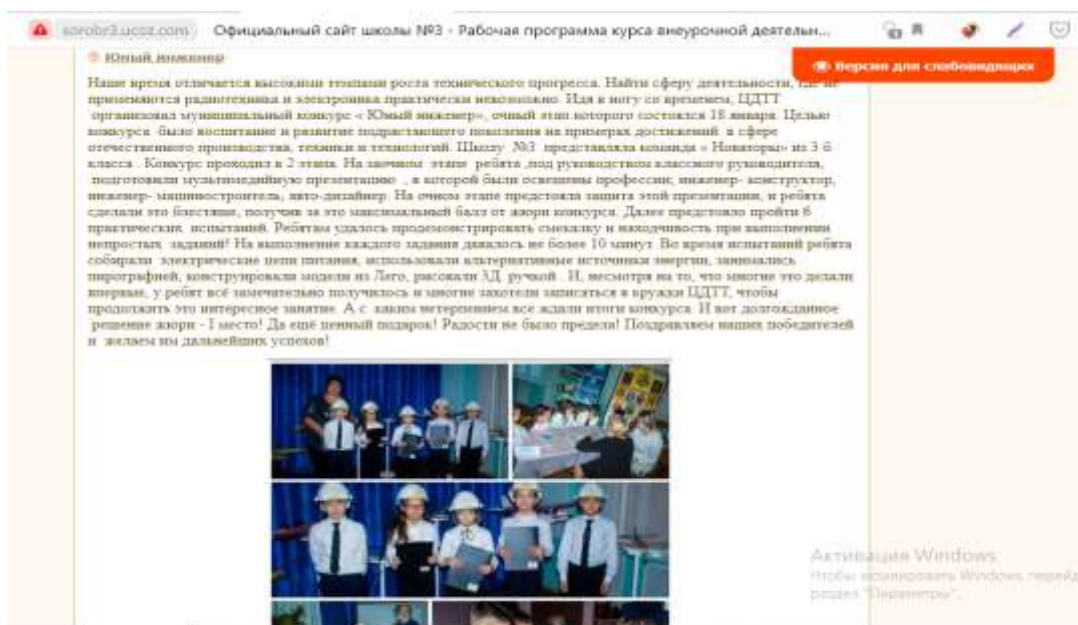 sorobr3.ucoz.com Официальный сайт школы №3 - Рабочая программа курса внеурочной деятельн...
Версия для слабовидящих
Юный инженер
Наше время отличается высокими темпами роста технического прогресса. Найти сферу деятельности, где не
применяются радиотехника и электроника практически невозможно. Идя в ногу со временем, ЦДТТ
организовал муниципальный конкурс « Юный инженер», очный этап которого состоялся 18 января. Целью
конкурса было воспитание и развитие подрастающего поколения на примерах достижений в сфере
отечественного производства, техники и технологий. Школу №3 представляла команда « Новаторы» из 3 б
класса . Конкурс проходил в 2 этапа. На заочном этапе ребята ,под руководством классного руководителя,
подготовили мультимедийную презентацию , в которой были освещены профессии; инженер- конструктор,
инженер- машиностроитель, авто-дизайнер. На очном этапе предстояла защита этой презентации, и ребята
сделали это блестяще, получив за это максимальный балл от жюри конкурса. Далее предстояло пройти 6
практических испытаний. Ребятам удалось продемонстрировать смекалку и находчивость при выполнении
непростых заданий! На выполнение каждого задания давалось не более 10 минут. Во время испытаний ребята
собирали электрические цепи питания, использовали альтернативные источники энергии, занимались
пирографией, конструировали модели из Лего, рисовали 3Д ручкой . И, несмотря на то, что многие это делали
впервые, у ребят всё замечательно получилось и многие захотели записаться в кружки ЦДТТ, чтобы
продолжить это интересное занятие. А с каким нетерпением все ждали итоги конкурса. И вот долгожданное
решение жюри - I место! Да ещё ценный подарок! Радости не было предела! Поздравляем наших победителей
и желаем им дальнейших успехов!
Активация Windows
Чтобы активировать Windows, перейд
раздел "Параметры".